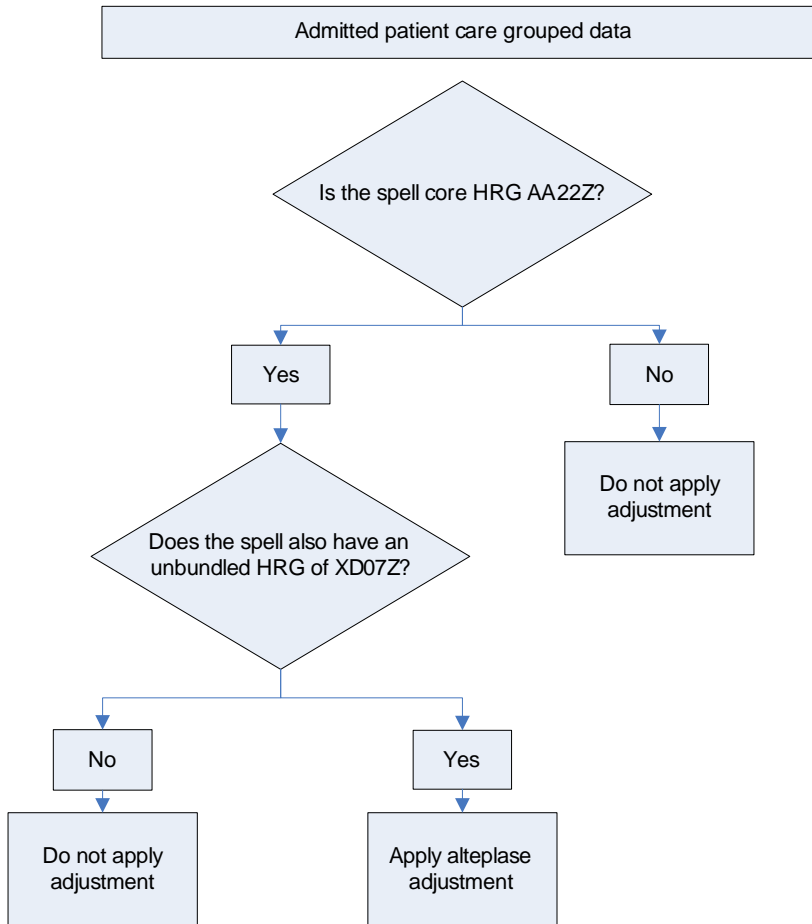 Admitted patient care grouped data
Is the spell core HRG AA22Z?
Yes
No
Do not apply
adjustment
Does the spell also have an
unbundled HRG of XD07Z?
No
Yes
Do not apply
adjustment
Apply alteplase
adjustment